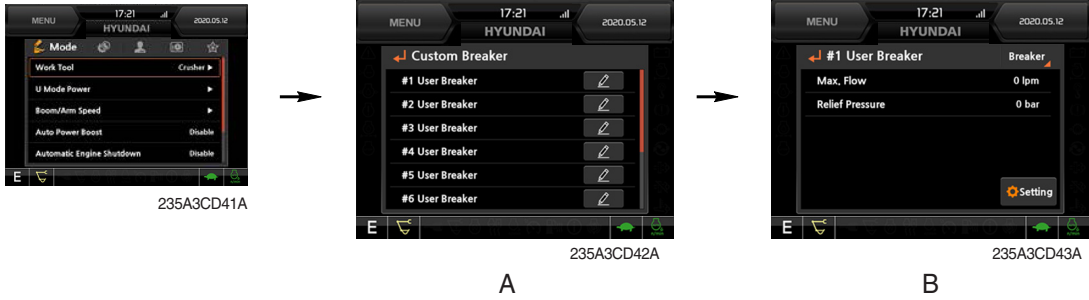 MENU 17:21 2020.05.12
HYUNDAI
Mode
Work Tool Crusher
U Mode Power
Boom/Arm Speed
Auto Power Boost Disable
Automatic Engine Shutdown Disable
E
235A3CD41A
MENU 17:21 2020.05.12
HYUNDAI
Custom Breaker
#1 User Breaker
#2 User Breaker
#3 User Breaker
#4 User Breaker
#5 User Breaker
#6 User Breaker
E
235A3CD42A
A
MENU 17:21 2020.05.12
HYUNDAI
#1 User Breaker Breaker
Max. Flow 0 lpm
Relief Pressure 0 bar
Setting
E
235A3CD43A
B